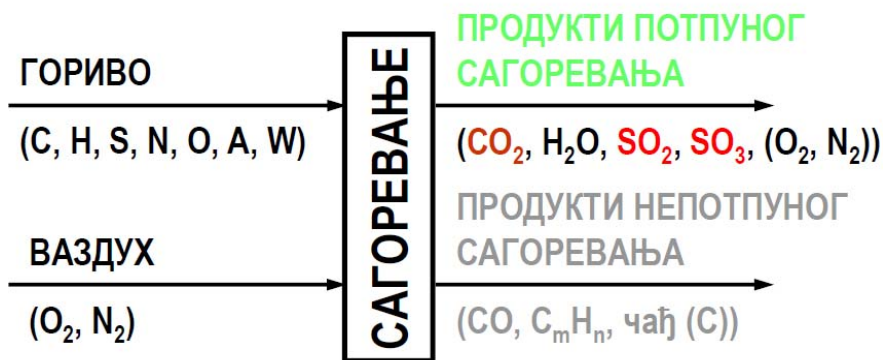 ГОРИВО
(C, H, S, N, O, A, W)
ВАЗДУХ
(O₂, N₂)
САГОРЕВАЊЕ
ПРОДУКТИ ПОТПУНОГ
САГОРЕВАЊА
(CO₂, H₂O, SO₂, SO₃, (O₂, N₂))
ПРОДУКТИ НЕПОТПУНОГ
САГОРЕВАЊА
(CO, CₘHₙ, чађ (C))